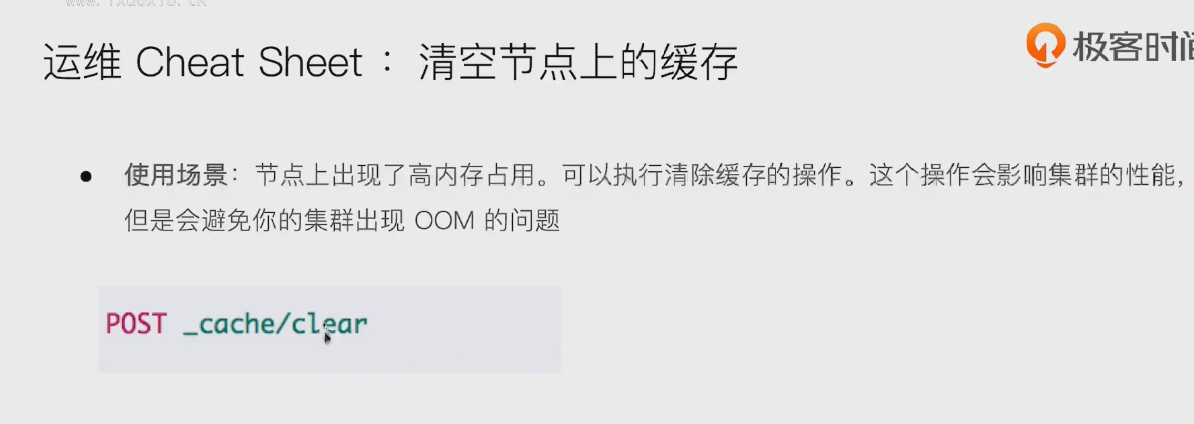 运维 Cheat Sheet ：清空节点上的缓存
极客时间
● 使用场景：节点上出现了高内存占用。可以执行清除缓存的操作。这个操作会影响集群的性能，
但是会避免你的集群出现 OOM 的问题
POST _cache/clear